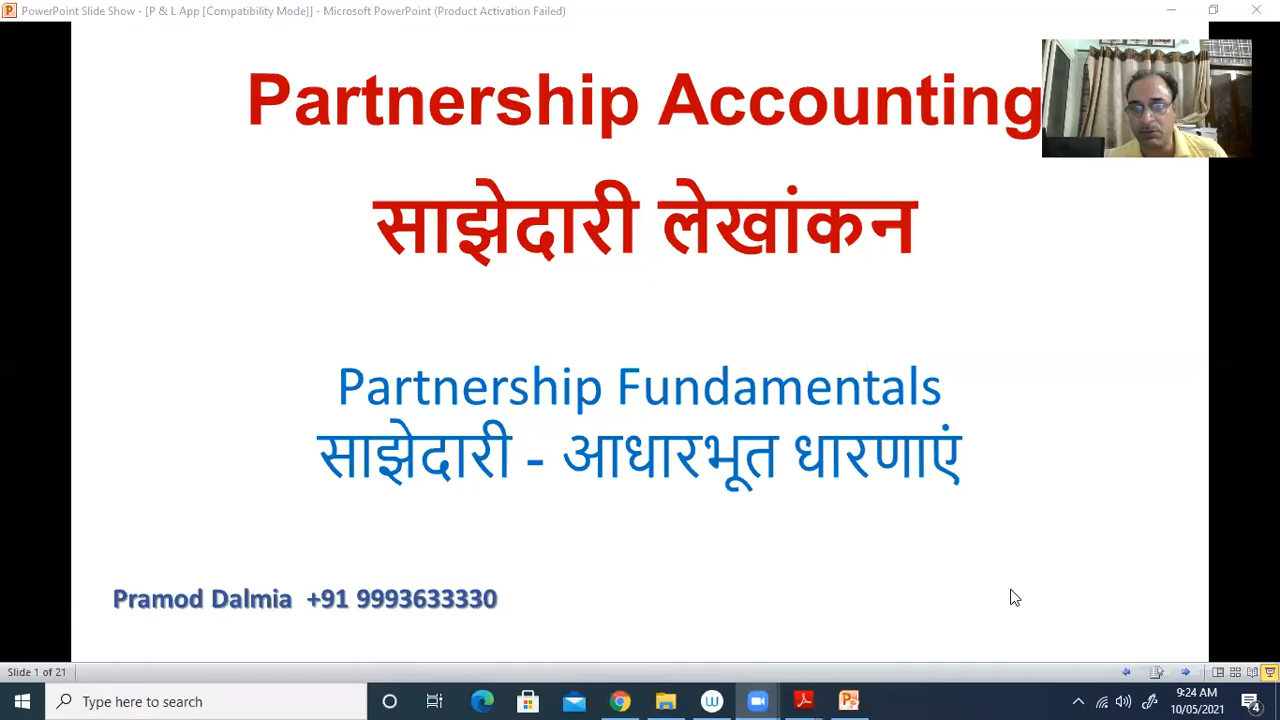 PowerPoint Slide Show - [P & L App [Compatibility Mode]] - Microsoft PowerPoint (Product Activation Failed)
Partnership Accounting
साझेदारी लेखांकन
Partnership Fundamentals
साझेदारी - आधारभूत धारणाएं
Pramod Dalmia +91 9993633330
Slide 1 of 21
Type here to search
9:24 AM
10/05/2021
4